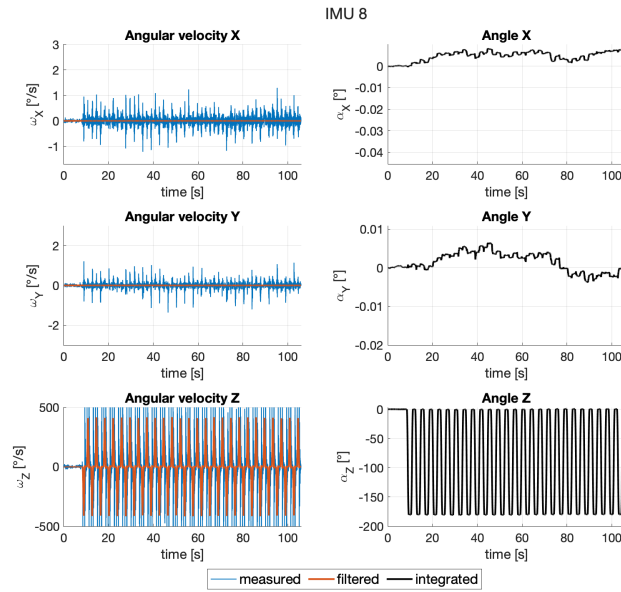 IMU 8
Angular velocity X
3
2
1
0
-1
ω_X [°/s]
0 20 40 60 80 100
time [s]
Angle X
0
-0.01
-0.02
-0.03
-0.04
α_X [°]
0 20 40 60 80 100
time [s]
Angular velocity Y
2
0
-2
ω_Y [°/s]
0 20 40 60 80 100
time [s]
Angle Y
0.01
0
-0.01
-0.02
α_Y [°]
0 20 40 60 80 100
time [s]
Angular velocity Z
500
0
-500
ω_Z [°/s]
0 20 40 60 80 100
time [s]
Angle Z
0
-50
-100
-150
-200
α_Z [°]
0 20 40 60 80 100
time [s]
measured filtered integrated